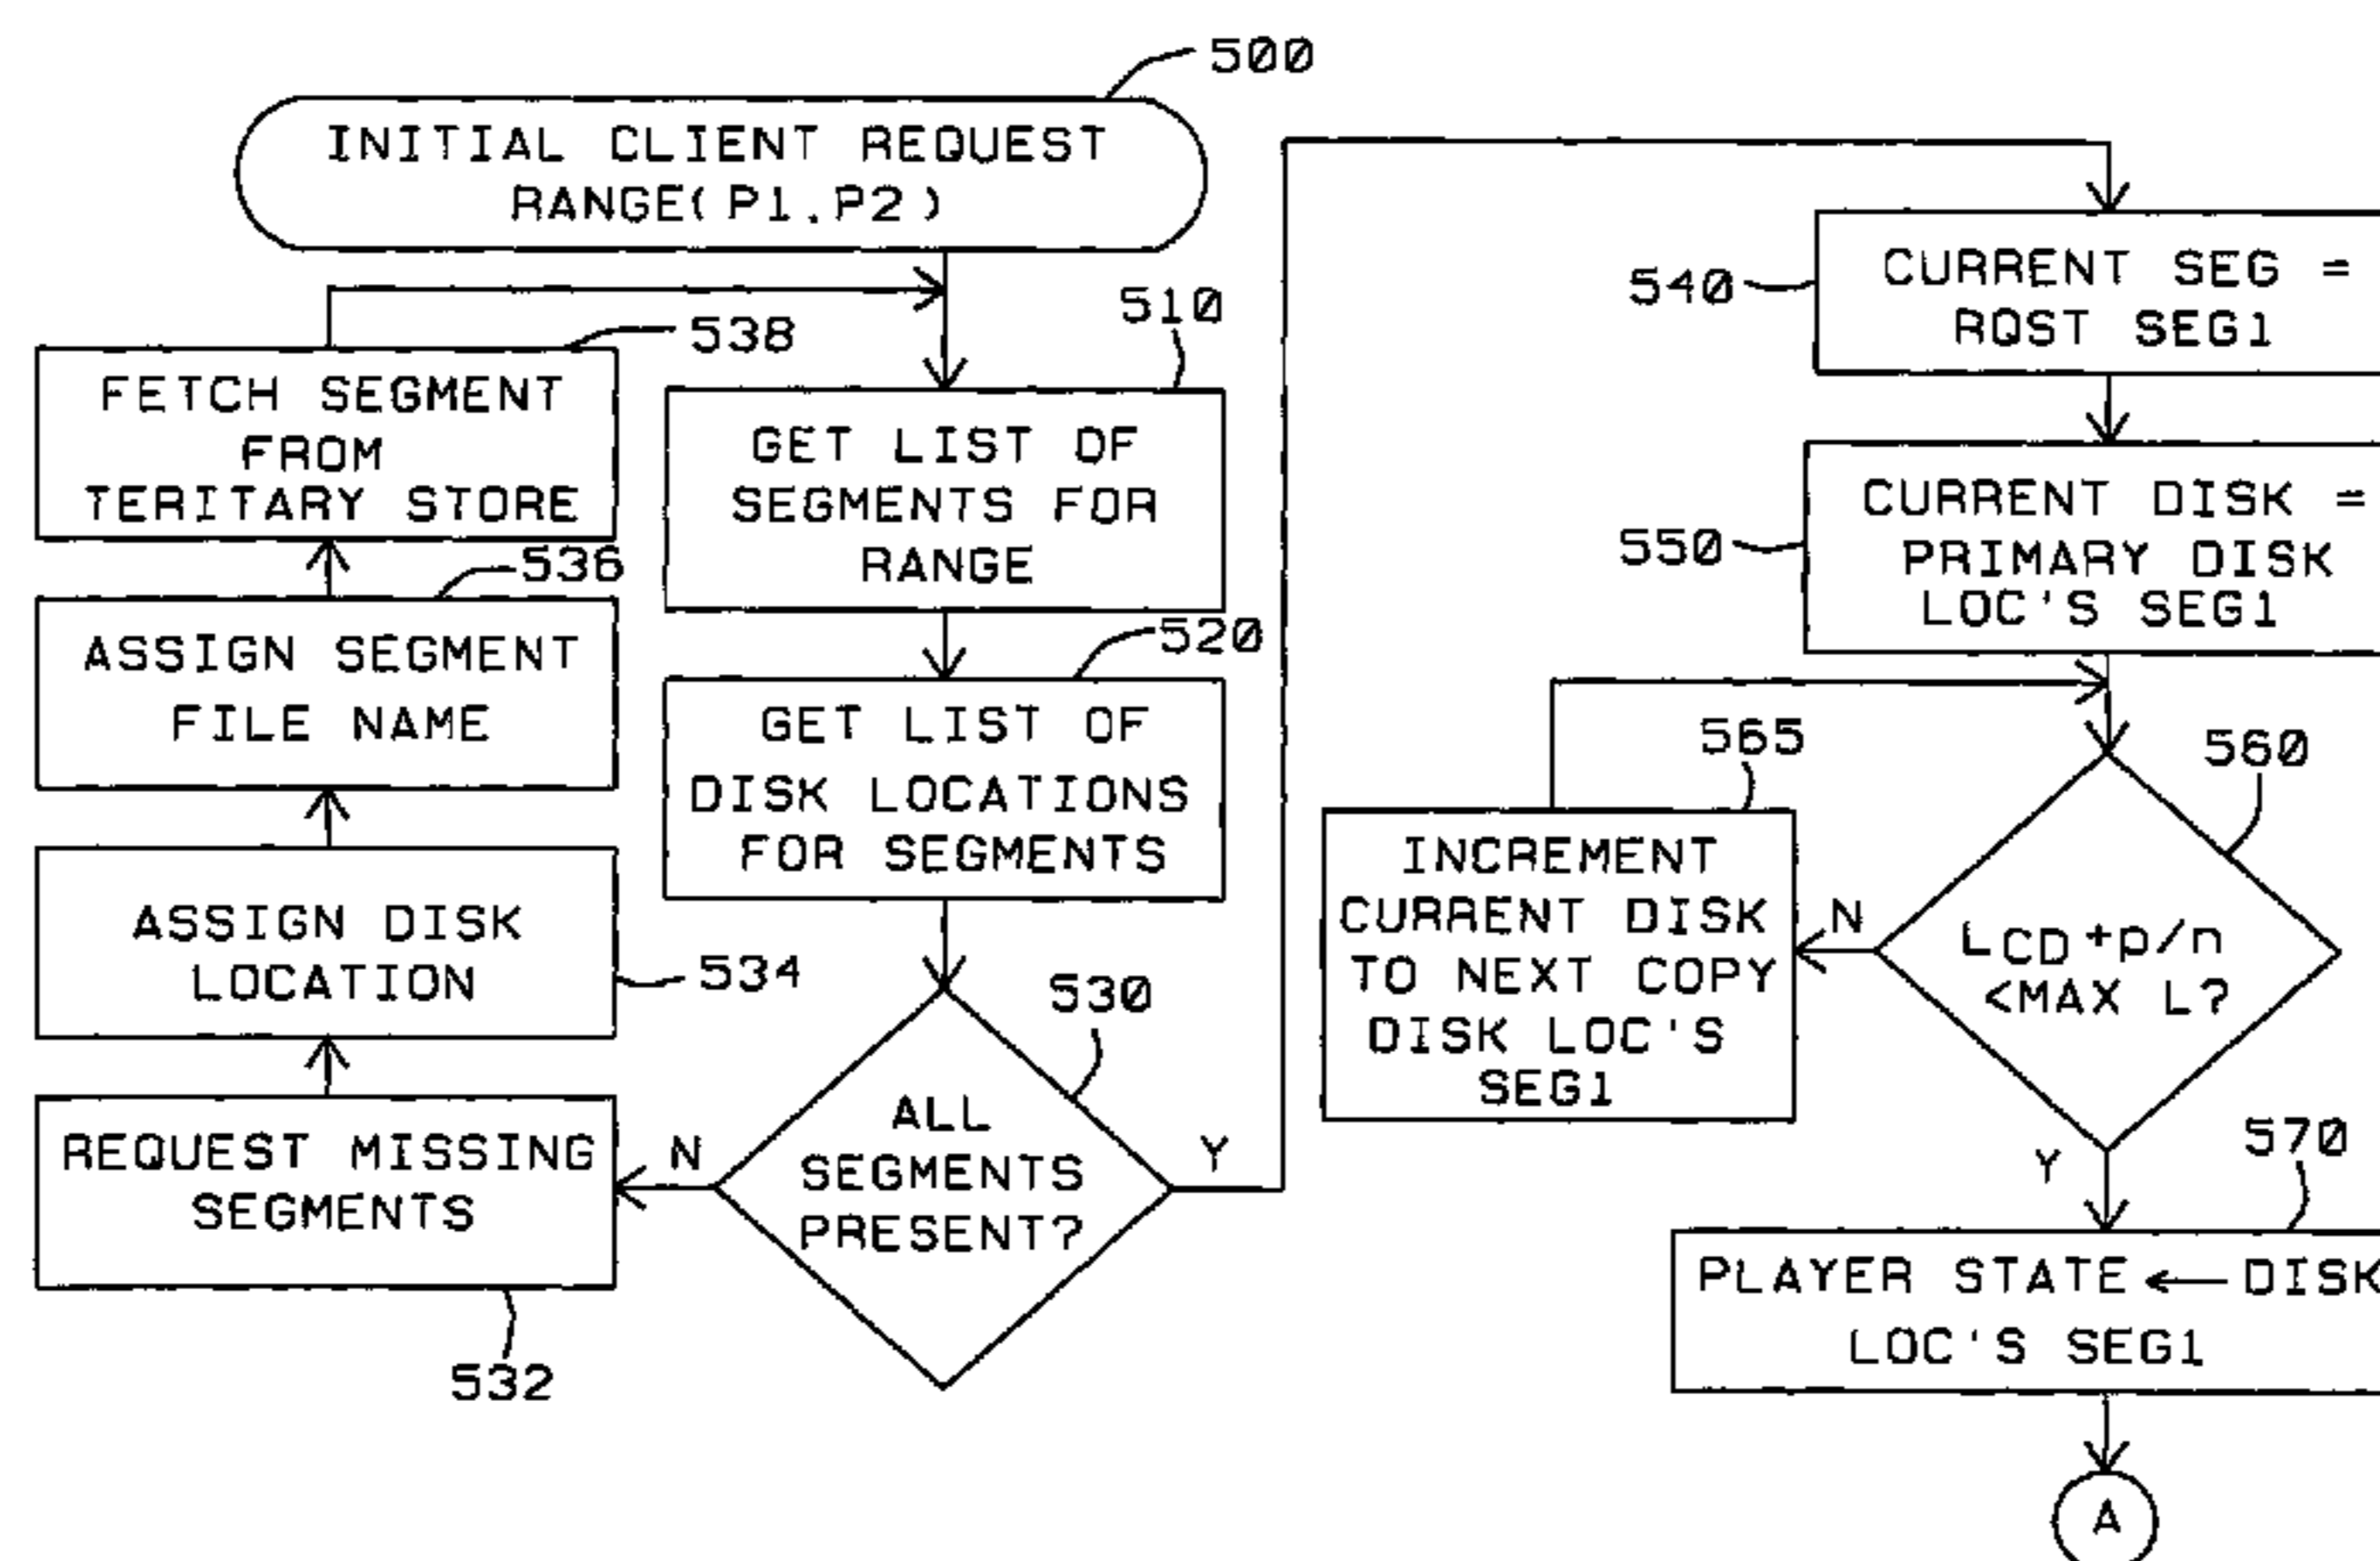 500
INITIAL CLIENT REQUEST
RANGE(P1.P2)
538
FETCH SEGMENT
FROM
TERITARY STORE
536
ASSIGN SEGMENT
FILE NAME
ASSIGN DISK
LOCATION
534
REQUEST MISSING
SEGMENTS
532
510
GET LIST OF
SEGMENTS FOR
RANGE
520
GET LIST OF
DISK LOCATIONS
FOR SEGMENTS
530
ALL
SEGMENTS
PRESENT?
N
Y
540
CURRENT SEG =
RQST SEG1
550
CURRENT DISK =
PRIMARY DISK
LOC'S SEG1
565
INCREMENT
CURRENT DISK
TO NEXT COPY
DISK LOC'S
SEG1
560
N
LCD+p/n
<MAX L?
Y
570
PLAYER STATE ← DISK
LOC'S SEG1
A